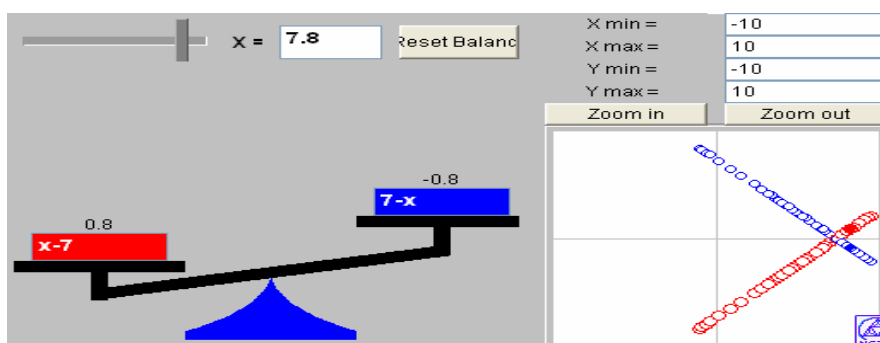 X = 7.8 Reset Balanc
X min = -10
X max = 10
Y min = -10
Y max = 10
Zoom in Zoom out
-0.8
7-x
0.8
x-7